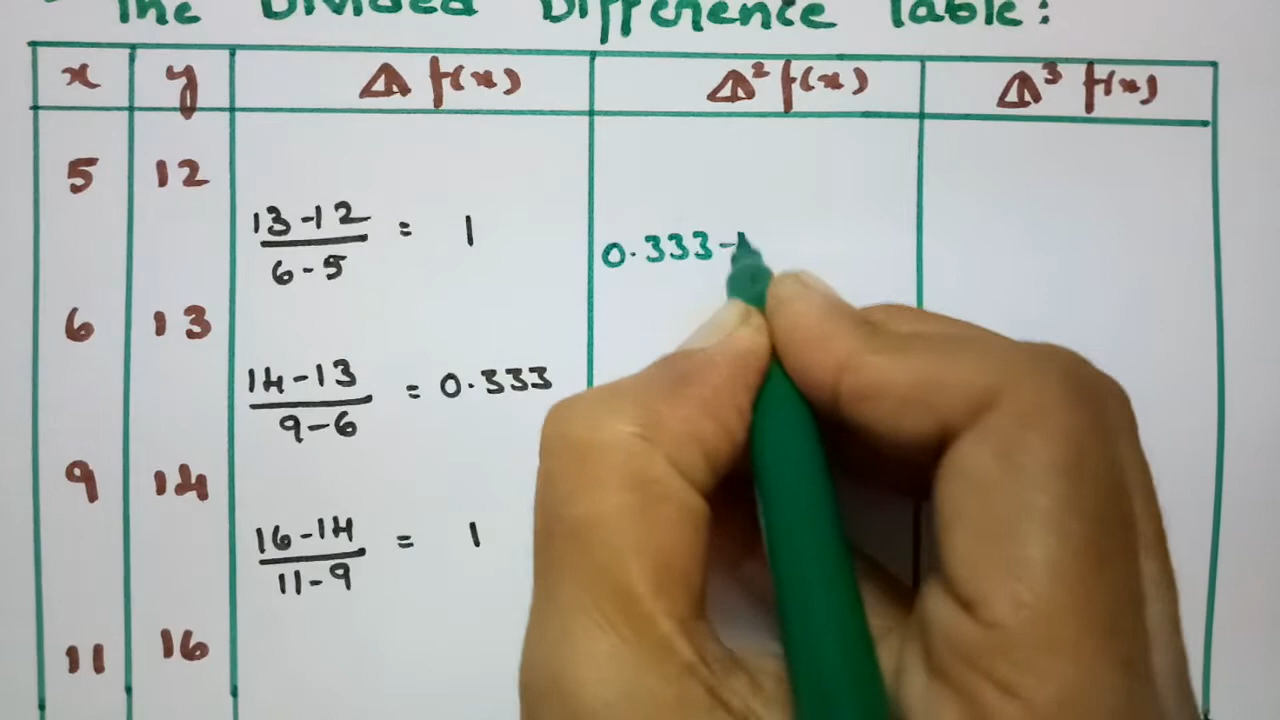 The Divided Difference Table:
x y Δ f(x) Δ² f(x) Δ³ f(x)
5 12
13-12 / 6-5 = 1
0.333-
6 13
14-13 / 9-6 = 0.333
9 14
16-14 / 11-9 = 1
11 16